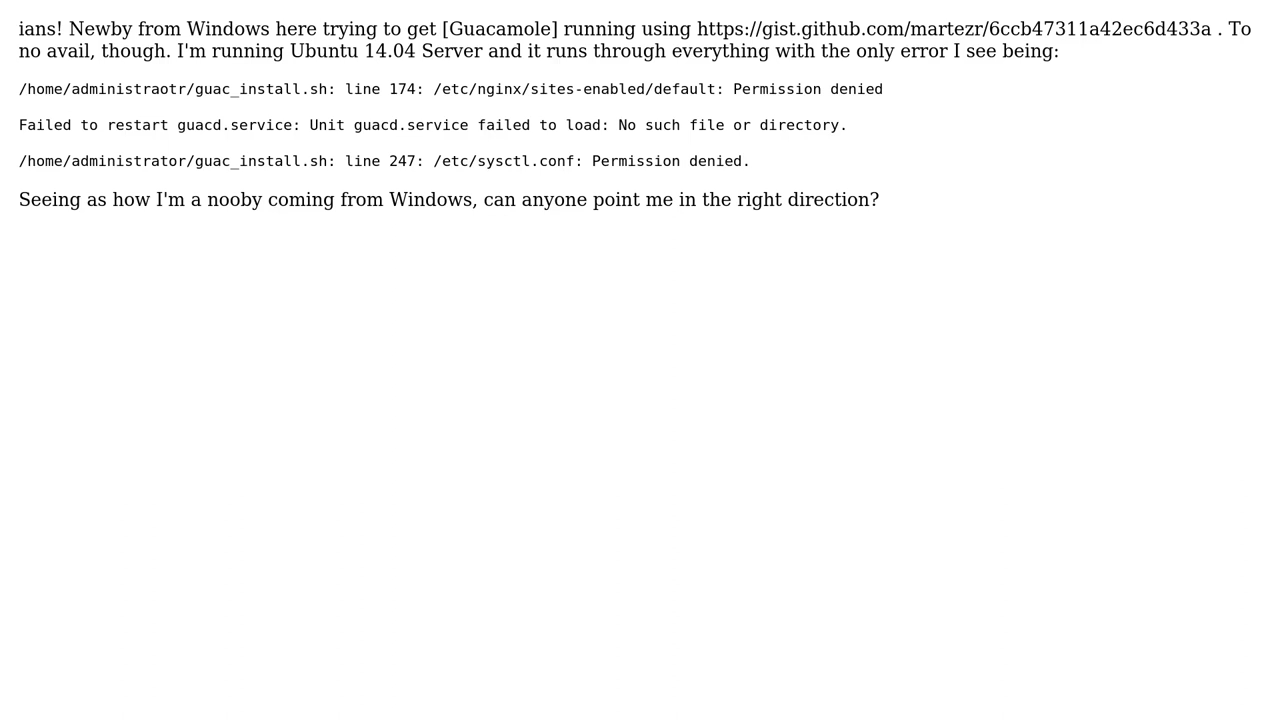 ians! Newby from Windows here trying to get [Guacamole] running using https://gist.github.com/martezr/6ccb47311a42ec6d433a . To
no avail, though. I'm running Ubuntu 14.04 Server and it runs through everything with the only error I see being:
/home/administraotr/guac_install.sh: line 174: /etc/nginx/sites-enabled/default: Permission denied
Failed to restart guacd.service: Unit guacd.service failed to load: No such file or directory.
/home/administrator/guac_install.sh: line 247: /etc/sysctl.conf: Permission denied.
Seeing as how I'm a nooby coming from Windows, can anyone point me in the right direction?